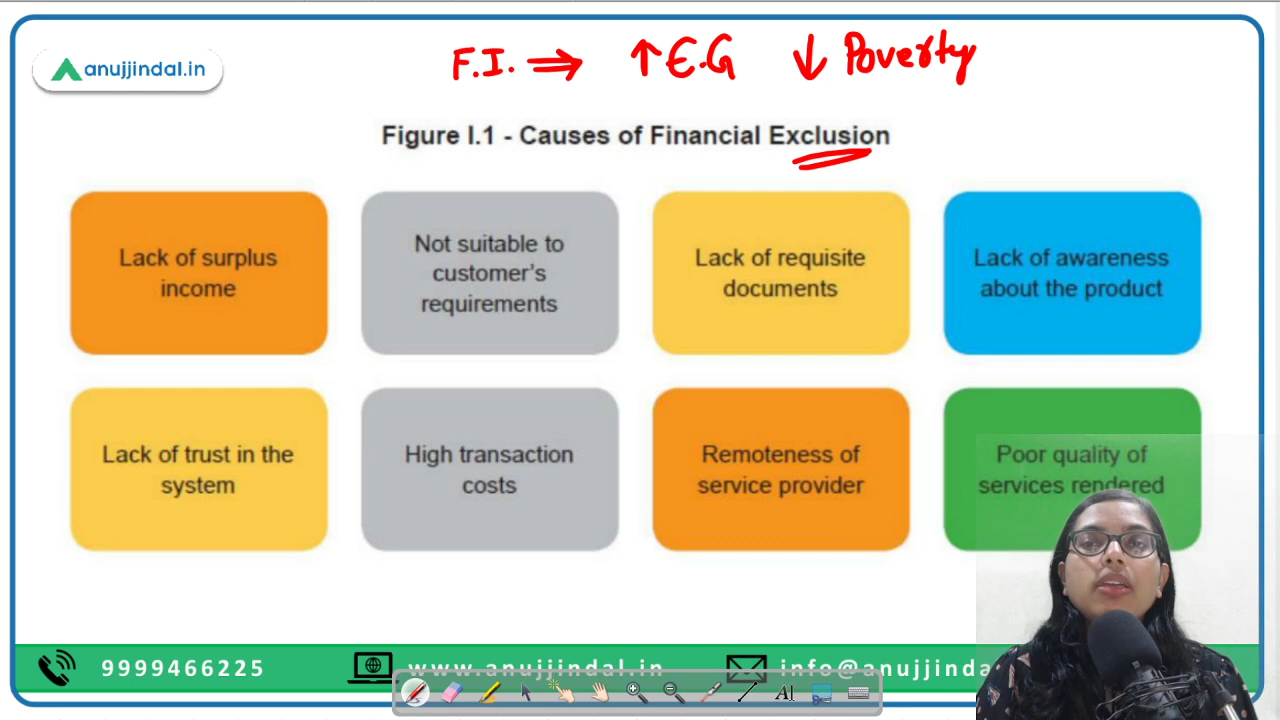 anujjindal.in
F.I. ⇒ ↑ E.G ↓ Poverty
Figure I.1 - Causes of Financial Exclusion
Lack of surplus
income
Not suitable to
customer's
requirements
Lack of requisite
documents
Lack of awareness
about the product
Lack of trust in the
system
High transaction
costs
Remoteness of
service provider
Poor quality of
services rendered
9999466225
www.anujjindal.in
info@anujjinda
AI